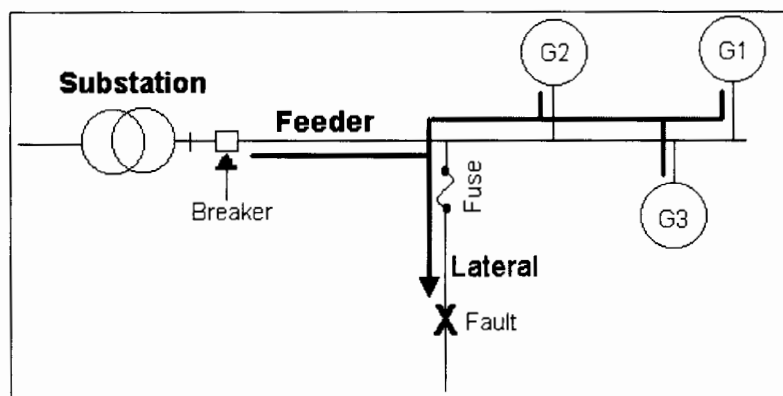 G2
G1
Substation
Feeder
Breaker
Fuse
G3
Lateral
Fault